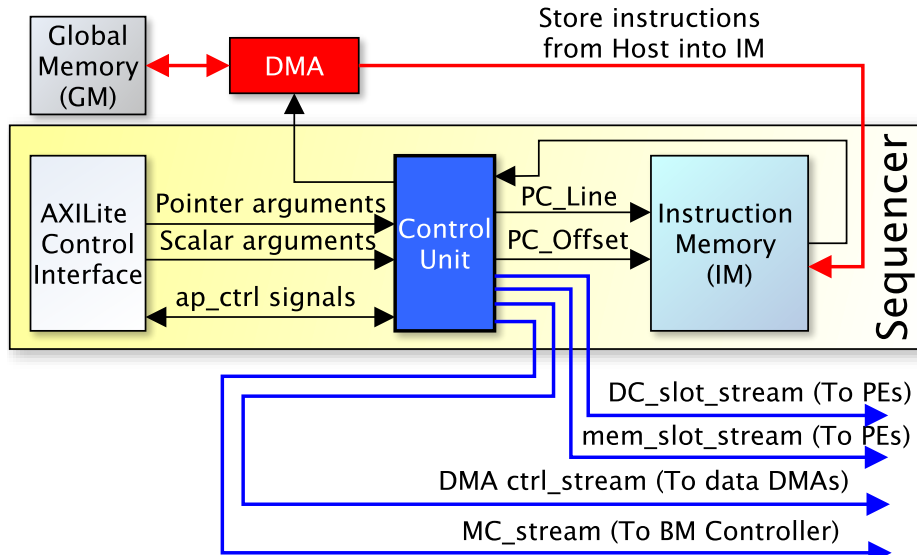 Global
Memory
(GM)
DMA
Store instructions
from Host into IM
Sequencer
AXILite
Control
Interface
Pointer arguments
Scalar arguments
ap_ctrl signals
Control
Unit
PC_Line
PC_Offset
Instruction
Memory
(IM)
DC_slot_stream (To PEs)
mem_slot_stream (To PEs)
DMA ctrl_stream (To data DMAs)
MC_stream (To BM Controller)